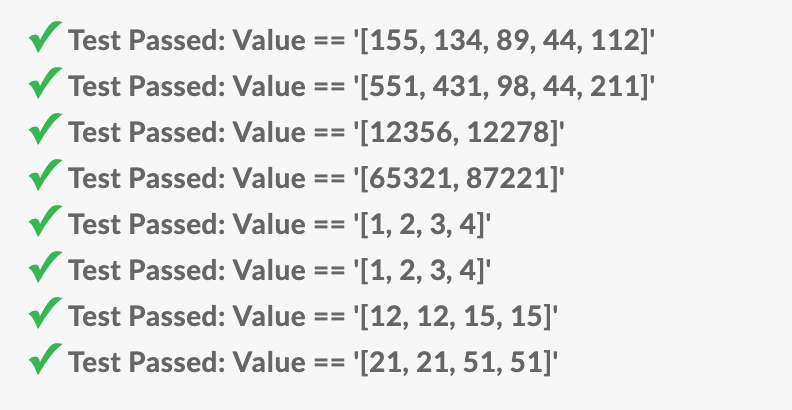 Test Passed: Value == '[155, 134, 89, 44, 112]'
Test Passed: Value == '[551, 431, 98, 44, 211]'
Test Passed: Value == '[12356, 12278]'
Test Passed: Value == '[65321, 87221]'
Test Passed: Value == '[1, 2, 3, 4]'
Test Passed: Value == '[1, 2, 3, 4]'
Test Passed: Value == '[12, 12, 15, 15]'
Test Passed: Value == '[21, 21, 51, 51]'